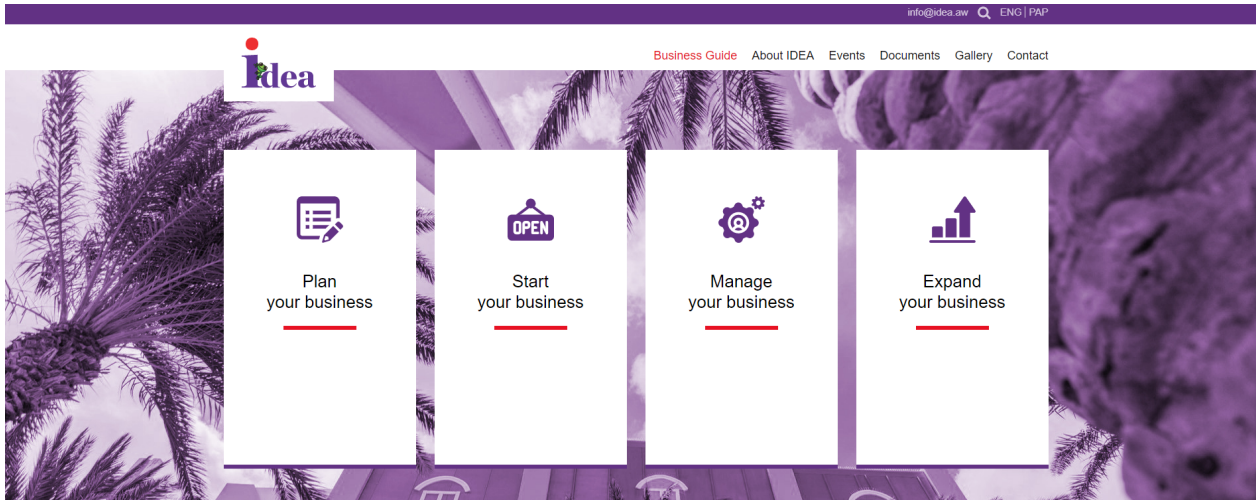 info@idea.aw ENG | PAP
idea
Business Guide About IDEA Events Documents Gallery Contact
OPEN
Plan
your business
Start
your business
Manage
your business
Expand
your business